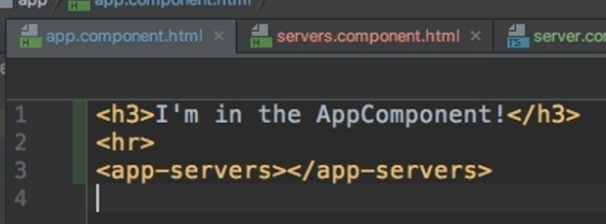 app app.component.html
app.component.html × servers.component.html × server.co
1 <h3>I'm in the AppComponent!</h3>
2 <hr>
3 <app-servers></app-servers>
4